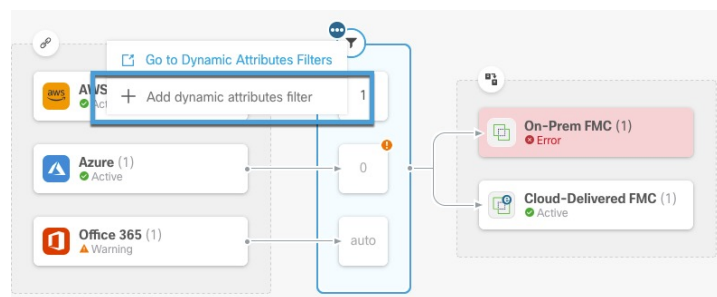 Go to Dynamic Attributes Filters
Add dynamic attributes filter
aws
1
Azure (1)
Active
0
Office 365 (1)
Warning
auto
On-Prem FMC (1)
Error
Cloud-Delivered FMC (1)
Active